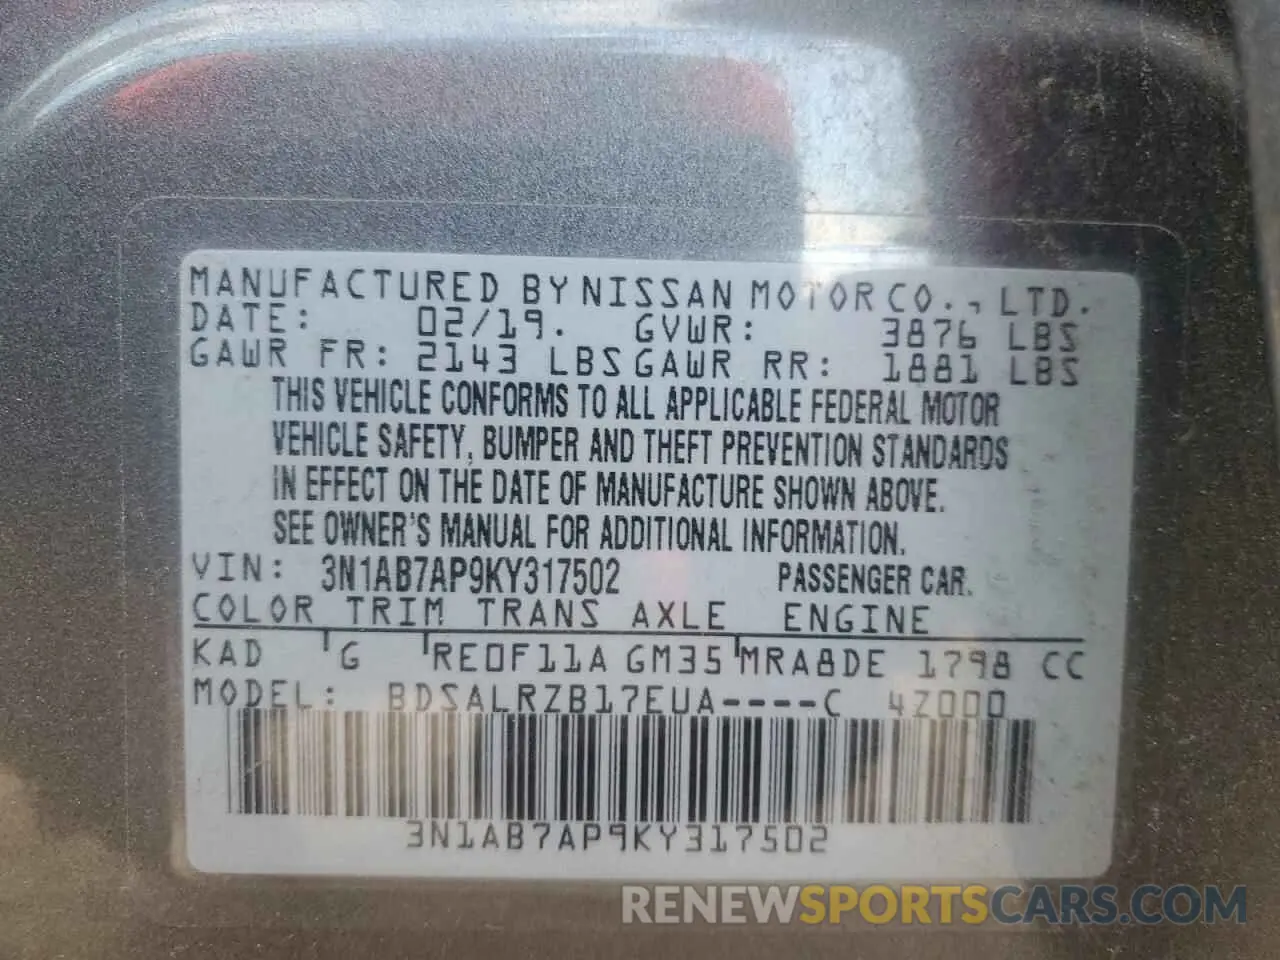 MANUFACTURED BY NISSAN MOTOR CO., LTD.
DATE: 02/19. GVWR: 3876 LBS
GAWR FR: 2143 LBS GAWR RR: 1881 LBS
THIS VEHICLE CONFORMS TO ALL APPLICABLE FEDERAL MOTOR
VEHICLE SAFETY, BUMPER AND THEFT PREVENTION STANDARDS
IN EFFECT ON THE DATE OF MANUFACTURE SHOWN ABOVE.
SEE OWNER'S MANUAL FOR ADDITIONAL INFORMATION.
VIN: 3N1AB7AP9KY317502 PASSENGER CAR.
COLOR TRIM TRANS AXLE ENGINE
KAD G RE0F11A GM35 MRA8DE 1798 CC
MODEL: BDSALRZB17EUA----C 4Z000
3N1AB7AP9KY317502
RENEWSPORTSCARS.COM